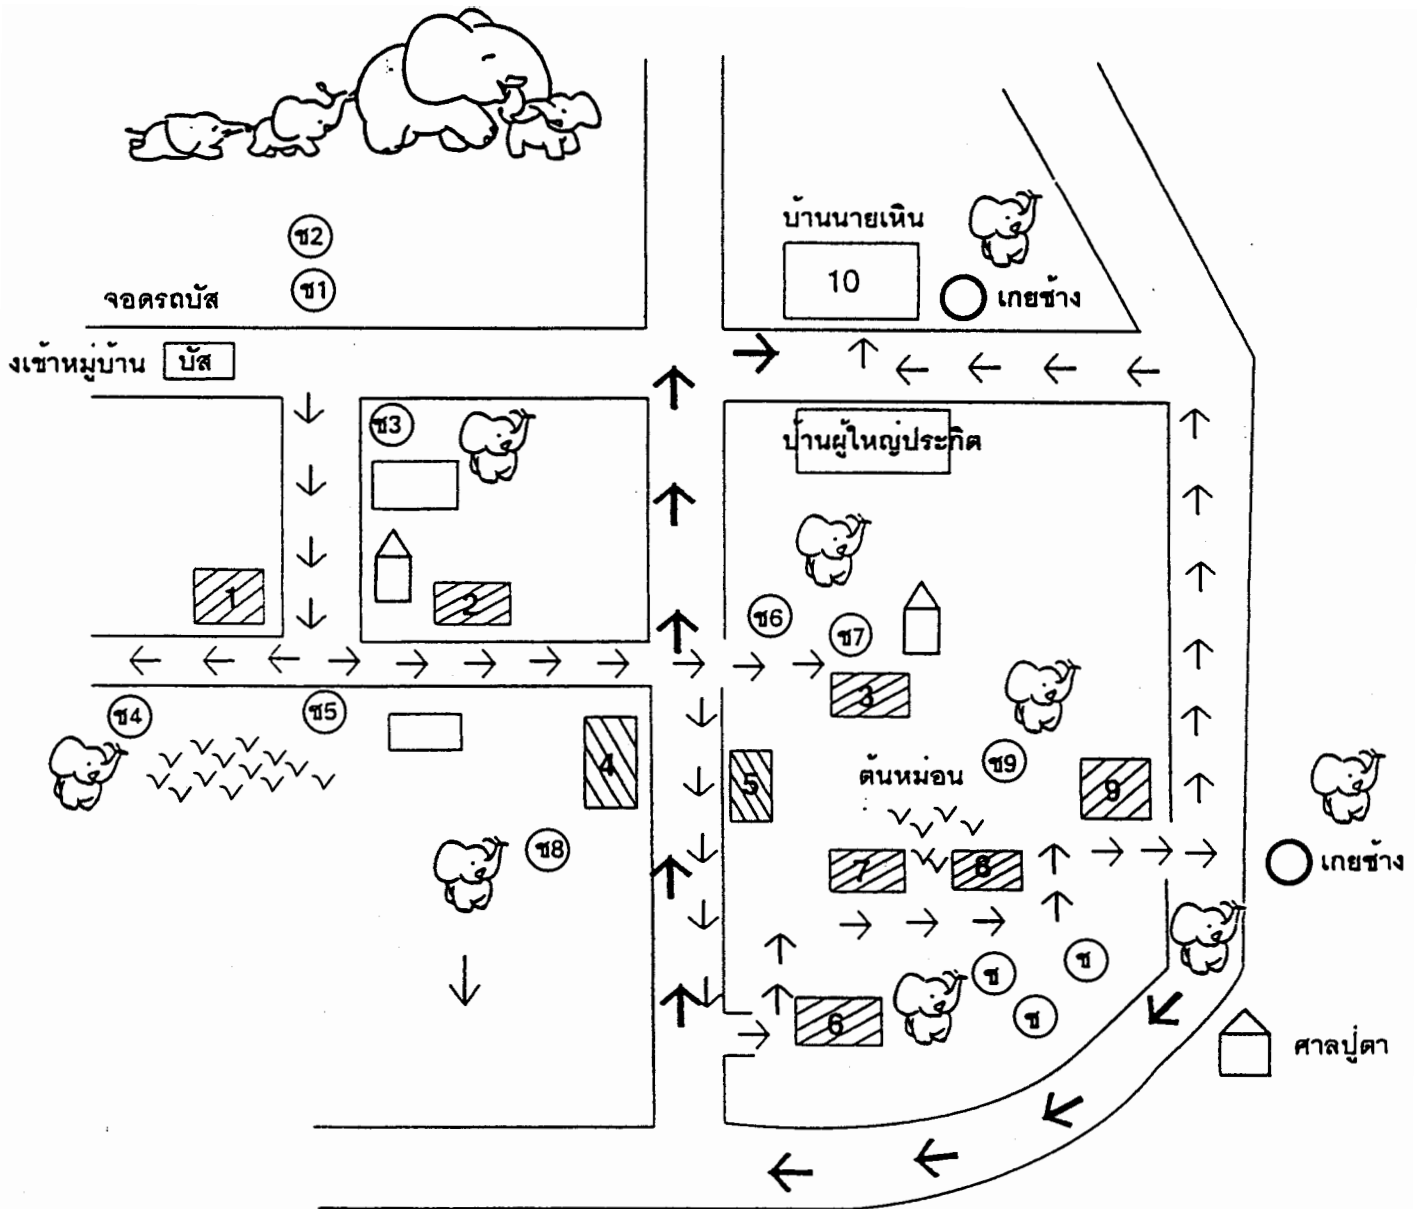 บ้านนายเหิน
ช2
10
ช1
เกยช้าง
จอดรถบัส
งเข้าหมู่บ้าน
บัส
ช3
บ้านผู้ใหญ่ประกิต
1
2
ช6
ช7
3
ช4
ช5
4
5
ต้นหม่อน
ช9
9
ช8
7
8
เกยช้าง
ช
ช
6
ช
ศาลปู่ตา